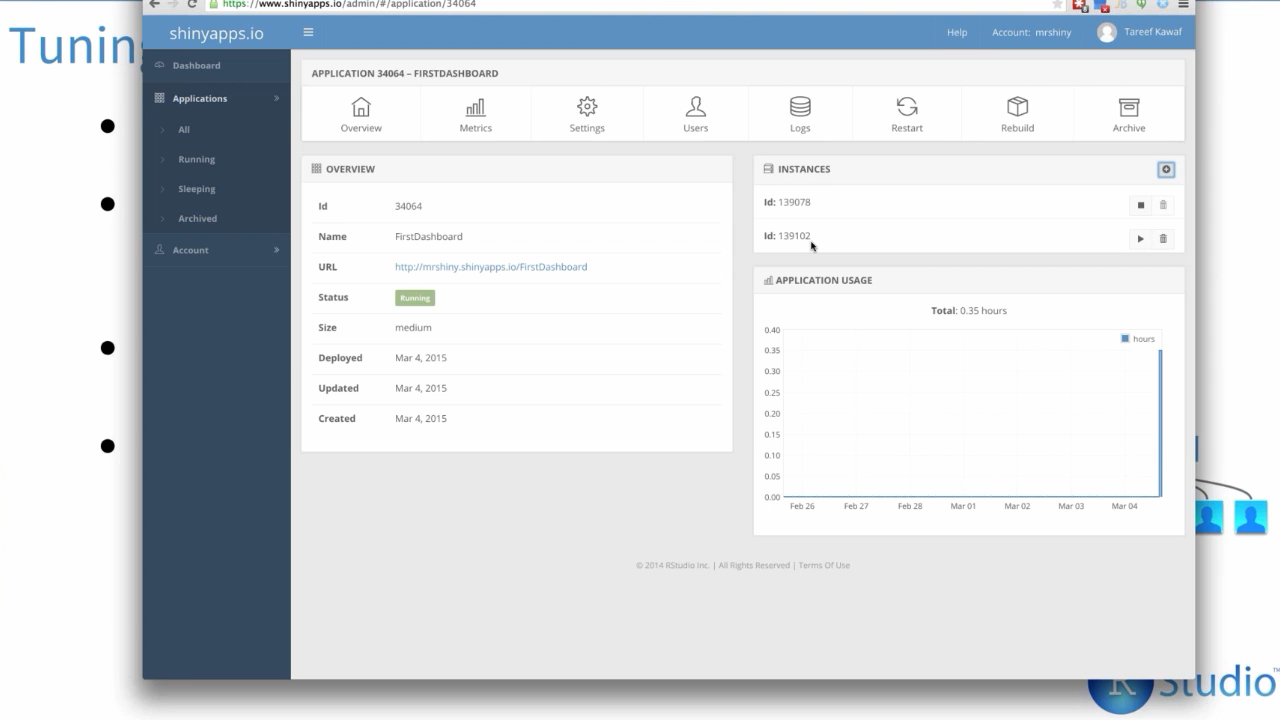 https://www.shinyapps.io/admin/#/application/34064
Tuning
shinyapps.io
Help
Account: mrshiny
Tareef Kawaf
Dashboard
Applications
All
Running
Sleeping
Archived
Account
APPLICATION 34064 – FIRSTDASHBOARD
Overview
Metrics
Settings
Users
Logs
Restart
Rebuild
Archive
OVERVIEW
Id 34064
Name FirstDashboard
URL http://mrshiny.shinyapps.io/FirstDashboard
Status Running
Size medium
Deployed Mar 4, 2015
Updated Mar 4, 2015
Created Mar 4, 2015
INSTANCES
Id: 139078
Id: 139102
APPLICATION USAGE
Total: 0.35 hours
hours
0.40
0.35
0.30
0.25
0.20
0.15
0.10
0.05
0.00
Feb 26 Feb 27 Feb 28 Mar 01 Mar 02 Mar 03 Mar 04
© 2014 RStudio Inc. | All Rights Reserved | Terms Of Use
R Studio™